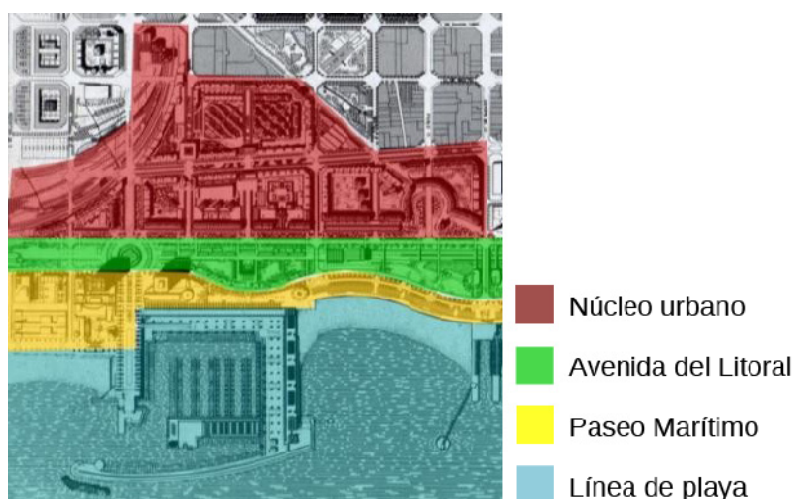 Núcleo urbano
Avenida del Litoral
Paseo Marítimo
Línea de playa